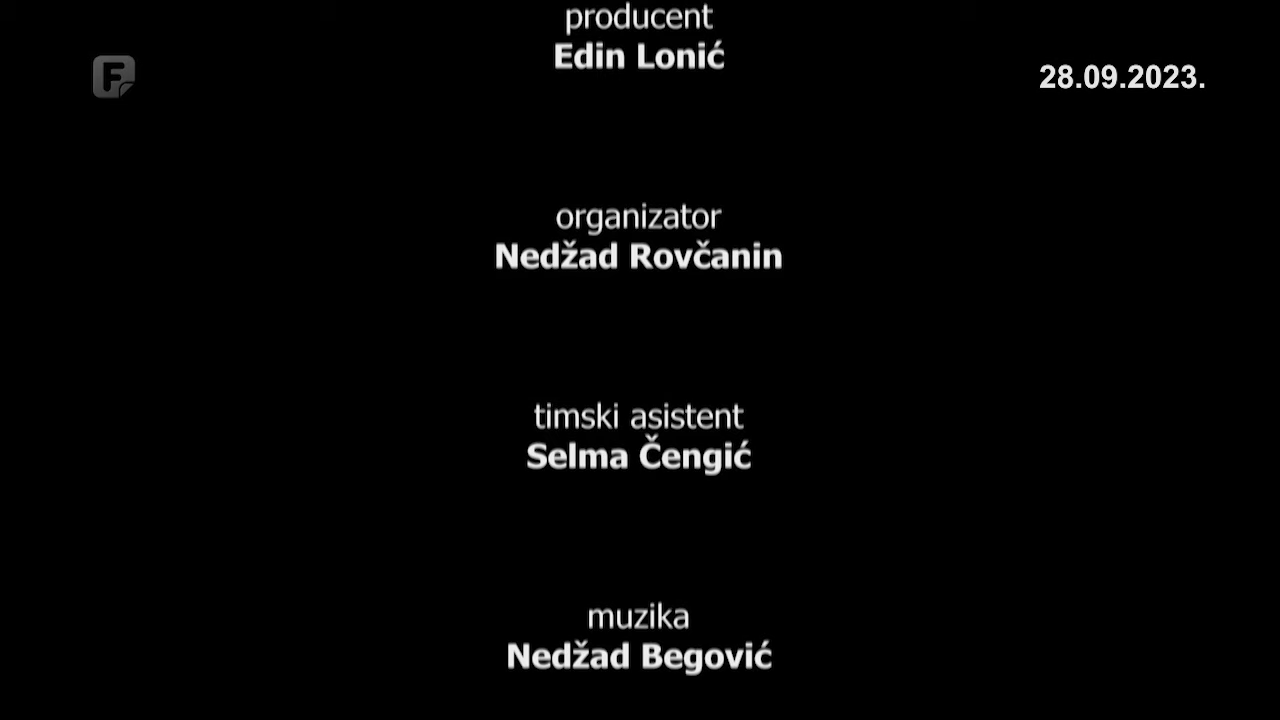 producent
Edin Lonić
F
28.09.2023.
organizator
Nedžad Rovčanin
timski asistent
Selma Čengić
muzika
Nedžad Begović